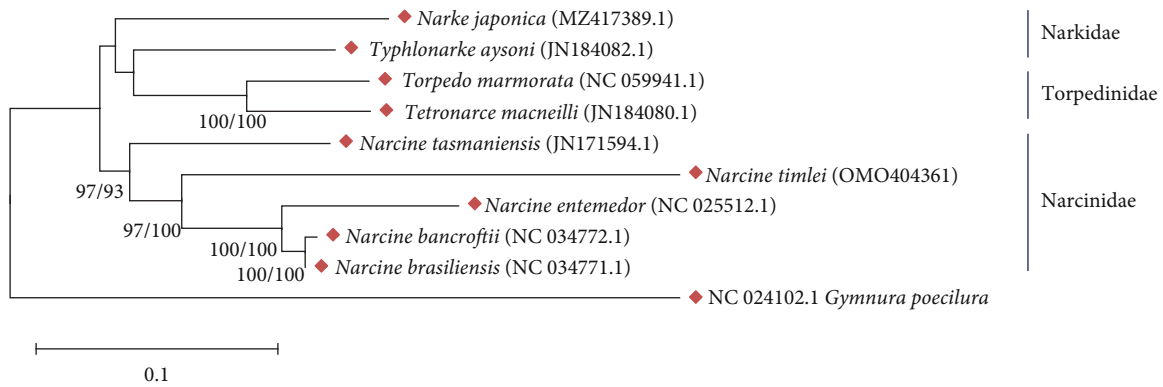 Narke japonica (MZ417389.1)
Narkidae
Typhlonarke aysoni (JN184082.1)
Torpedo marmorata (NC 059941.1)
Torpedinidae
Tetronarce macneilli (JN184080.1)
100/100
Narcine tasmaniensis (JN171594.1)
Narcine timlei (OMO404361)
97/93
Narcinidae
Narcine entemedor (NC 025512.1)
97/100
Narcine bancroftii (NC 034772.1)
100/100
Narcine brasiliensis (NC 034771.1)
100/100
NC 024102.1 Gymnura poecilura
0.1